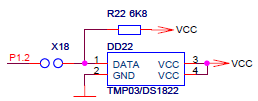 R22 6K8
VCC
P1.2
X18
DD22
1 DATA VCC 3 VCC
2 GND VCC 4
TMP03/DS1822